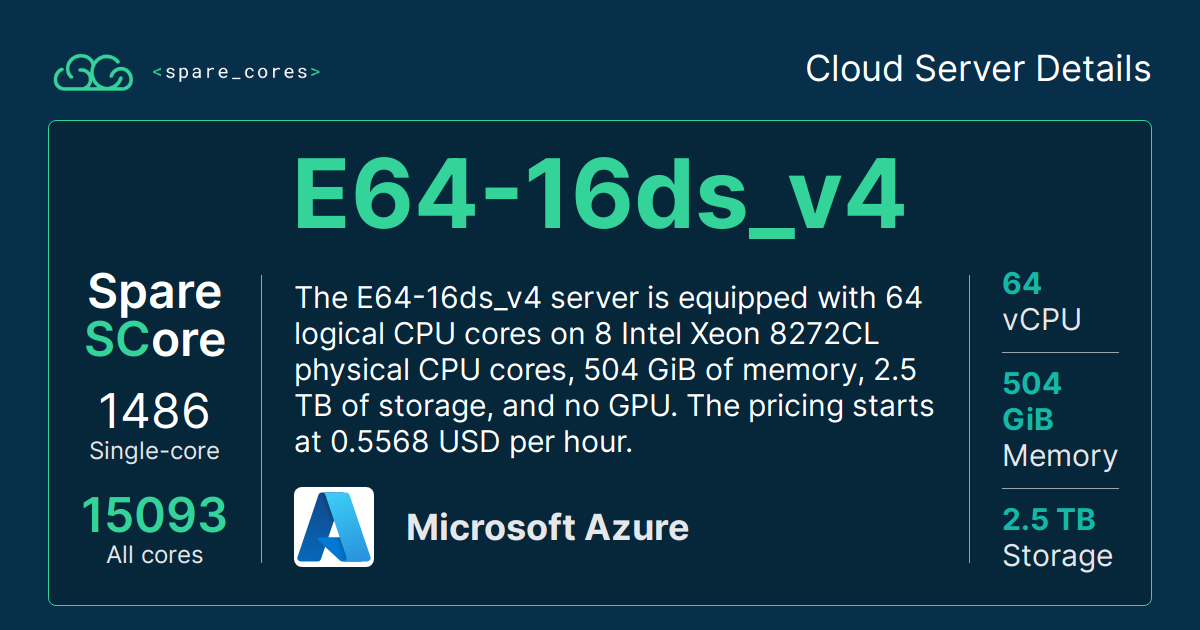 <spare_cores>
Cloud Server Details
E64-16ds_v4
Spare
SCore
1486
Single-core
15093
All cores
The E64-16ds_v4 server is equipped with 64
logical CPU cores on 8 Intel Xeon 8272CL
physical CPU cores, 504 GiB of memory, 2.5
TB of storage, and no GPU. The pricing starts
at 0.5568 USD per hour.
Microsoft Azure
64
vCPU
504
GiB
Memory
2.5 TB
Storage